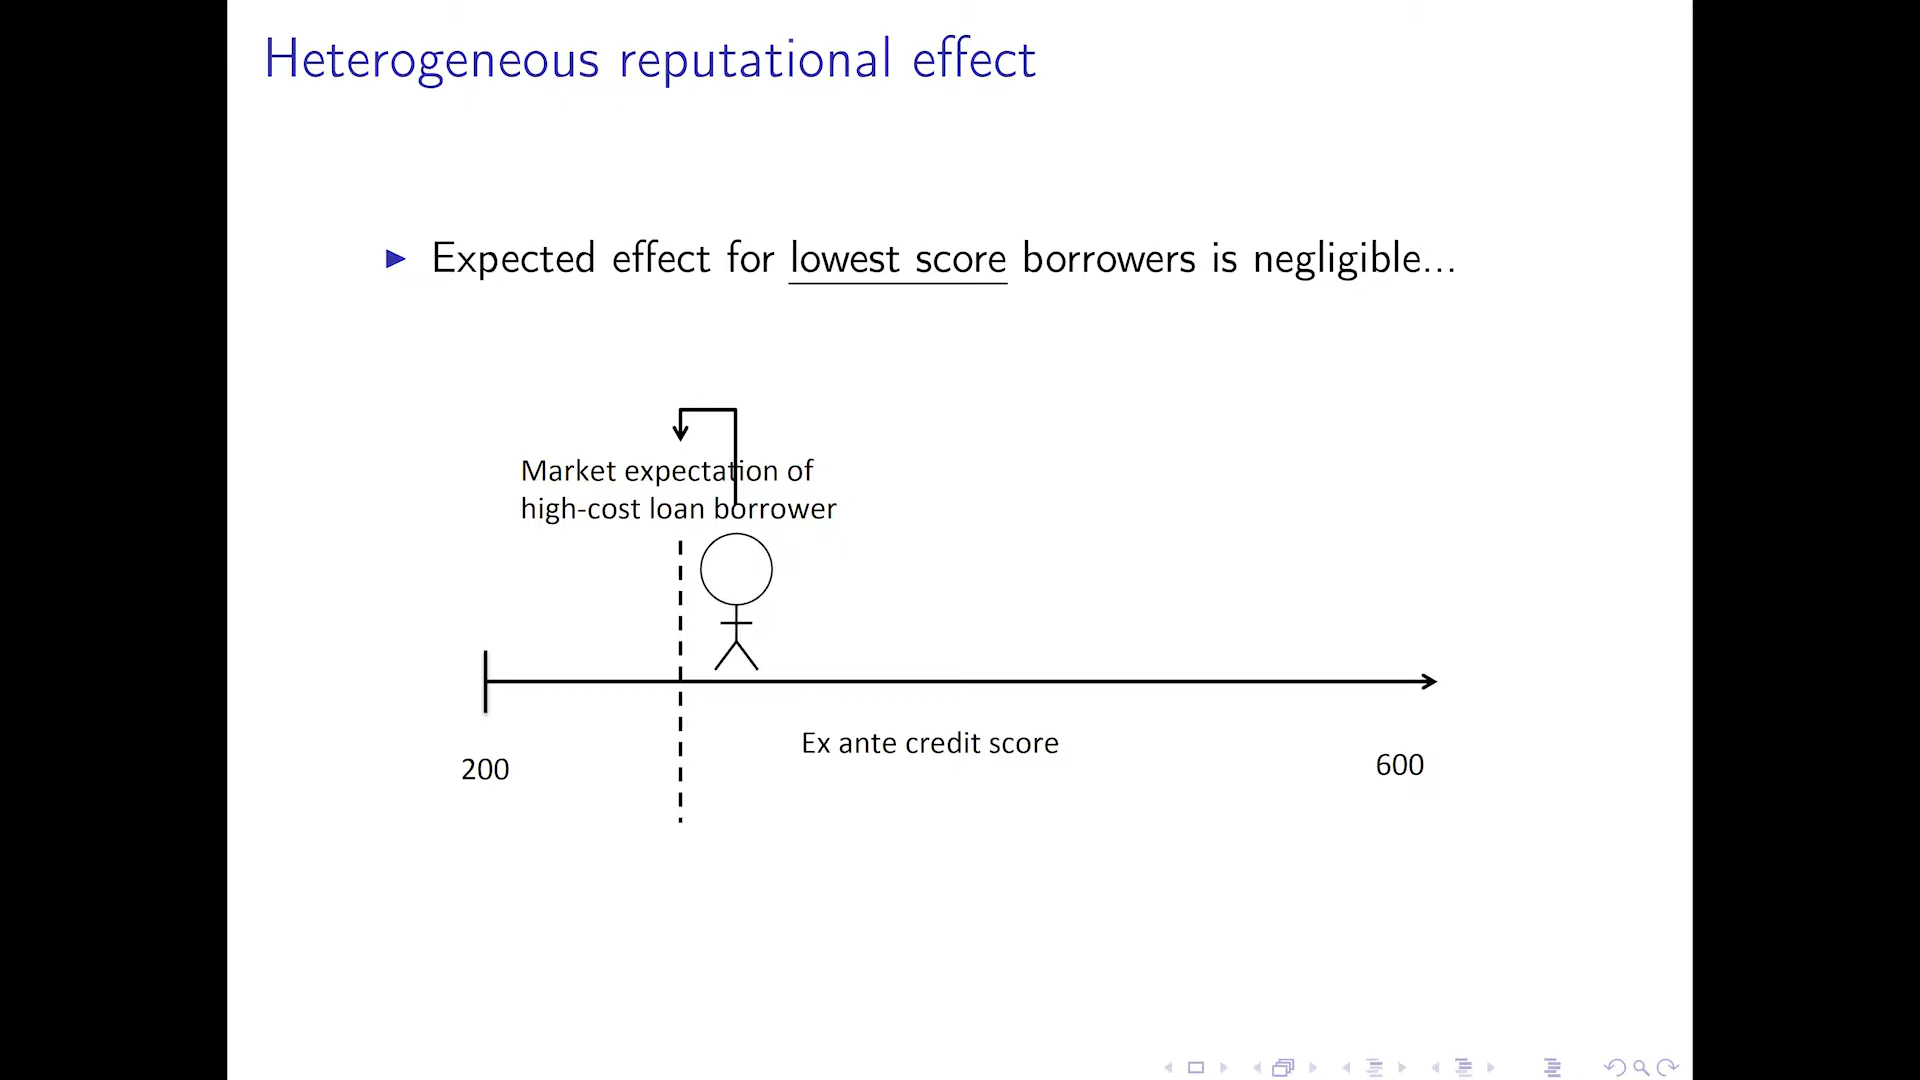 Heterogeneous reputational effect
Expected effect for lowest score borrowers is negligible...
Market expectation of
high-cost loan borrower
Ex ante credit score
200
600